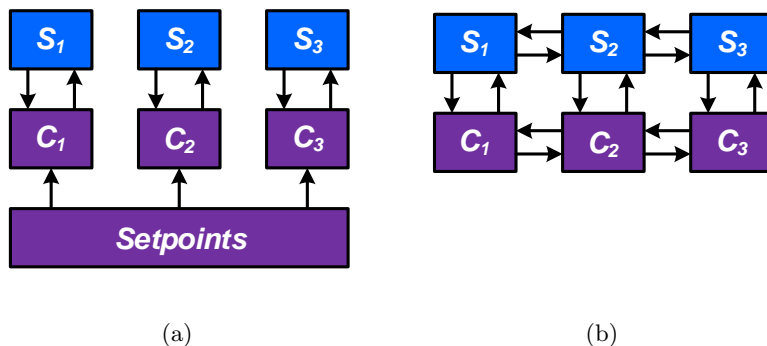 S1 S2 S3 S1 S2 S3
C1 C2 C3 C1 C2 C3
Setpoints
(a) (b)